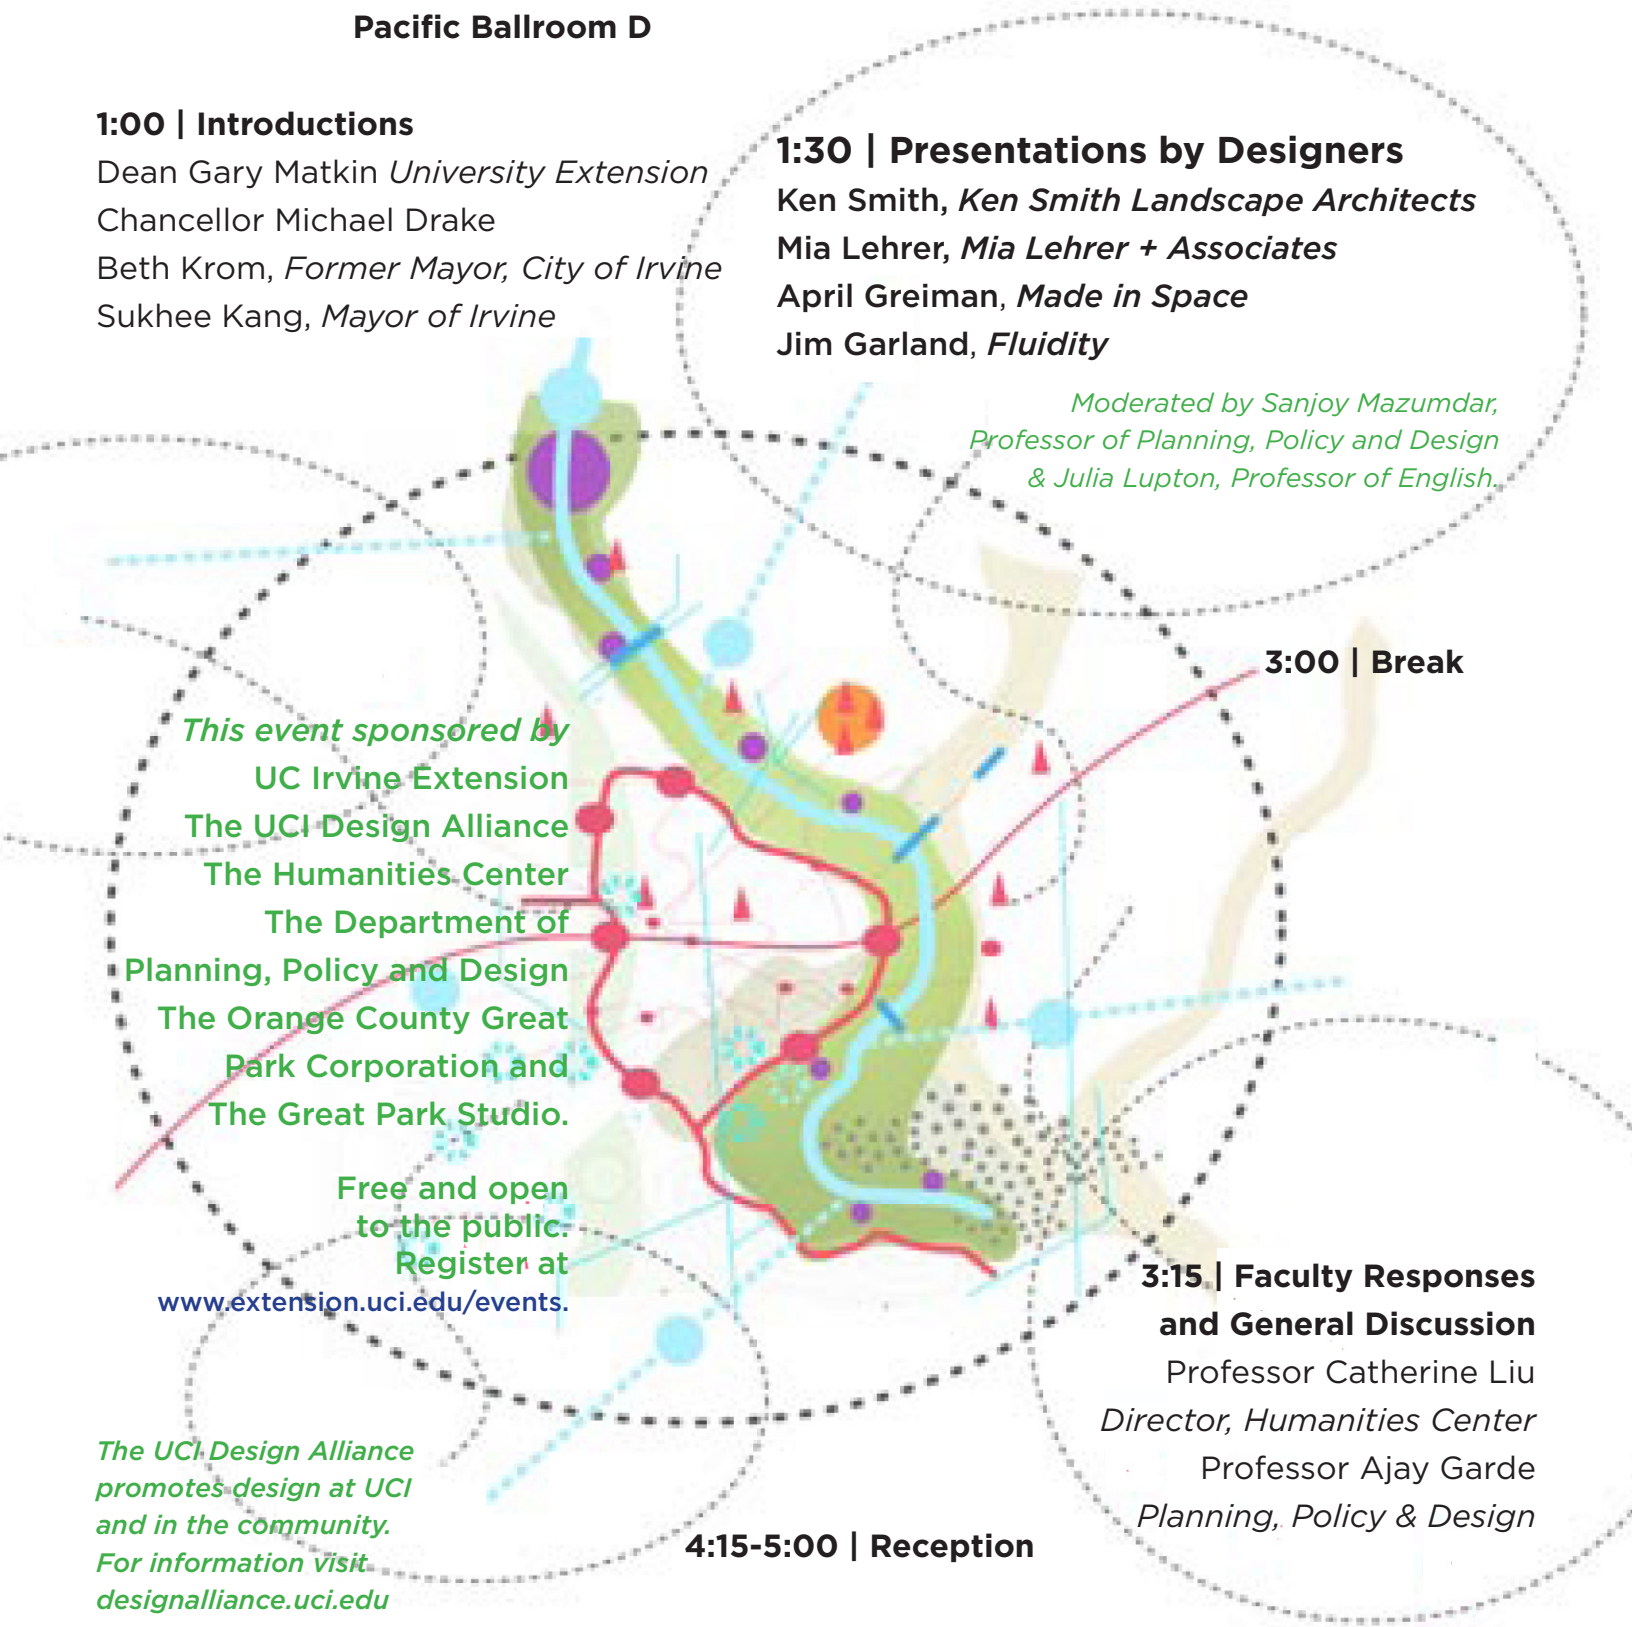 Pacific Ballroom D
1:00 | Introductions
Dean Gary Matkin University Extension
Chancellor Michael Drake
Beth Krom, Former Mayor, City of Irvine
Sukhee Kang, Mayor of Irvine
1:30 | Presentations by Designers
Ken Smith, Ken Smith Landscape Architects
Mia Lehrer, Mia Lehrer + Associates
April Greiman, Made in Space
Jim Garland, Fluidity
Moderated by Sanjoy Mazumdar,
Professor of Planning, Policy and Design
& Julia Lupton, Professor of English.
3:00 | Break
This event sponsored by
UC Irvine Extension
The UCI Design Alliance
The Humanities Center
The Department of
Planning, Policy and Design
The Orange County Great
Park Corporation and
The Great Park Studio.
Free and open
to the public.
Register at
www.extension.uci.edu/events.
3:15 | Faculty Responses
and General Discussion
Professor Catherine Liu
Director, Humanities Center
Professor Ajay Garde
Planning, Policy & Design
The UCI Design Alliance
promotes design at UCI
and in the community.
For information visit
designalliance.uci.edu
4:15-5:00 | Reception